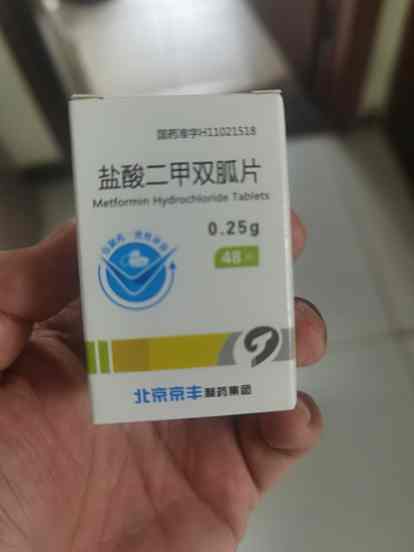 国药准字H11021518
盐酸二甲双胍片
Metformin Hydrochloride Tablets
0.25g
48片
北京京丰制药集团